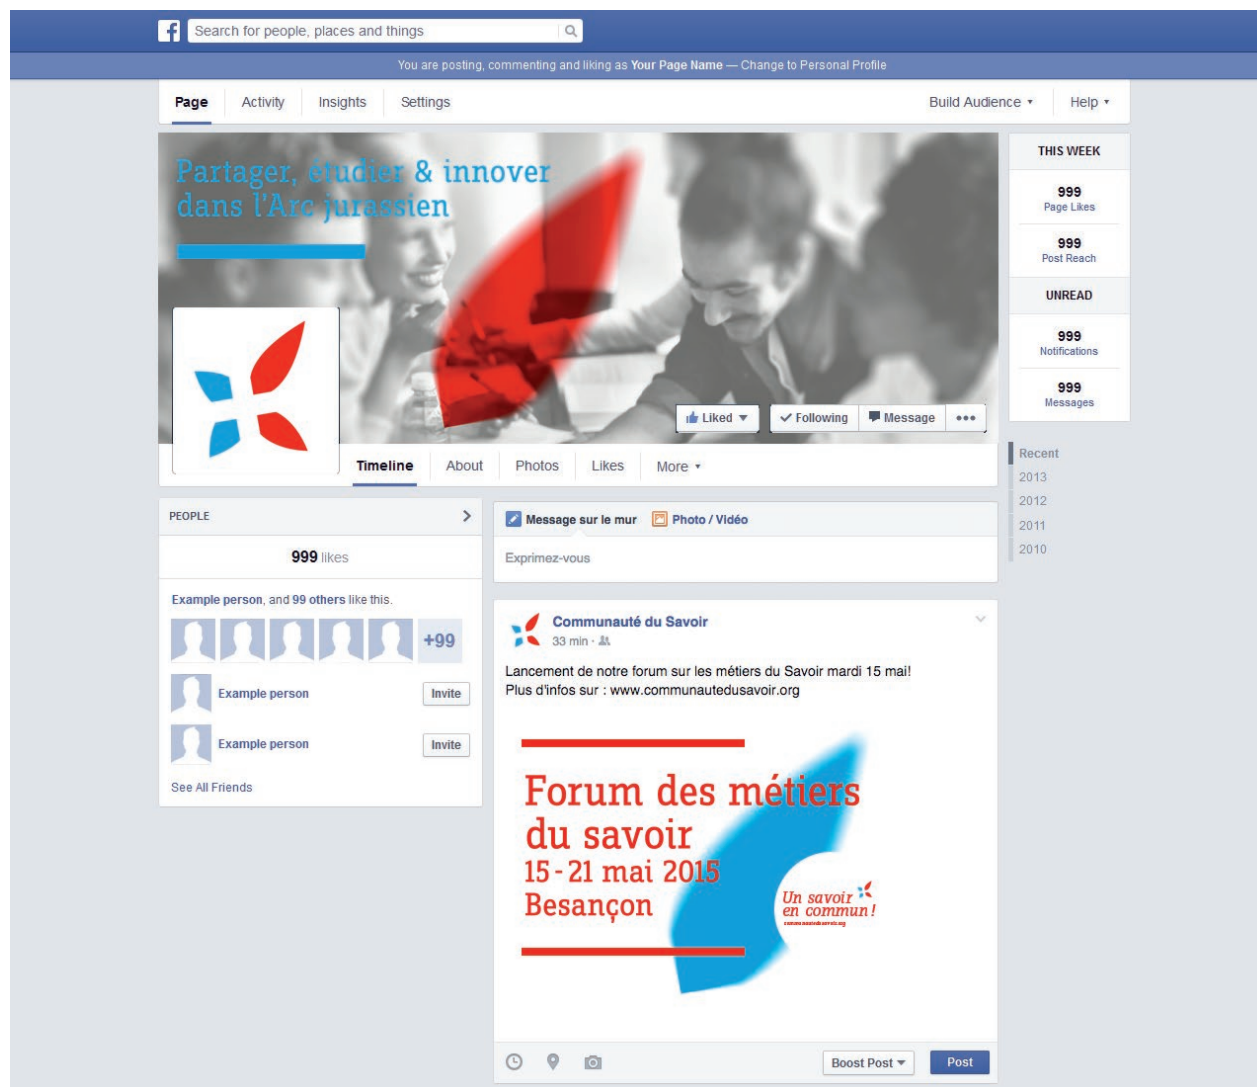 Search for people, places and things
You are posting, commenting and liking as Your Page Name — Change to Personal Profile
Page Activity Insights Settings Build Audience Help
Partager, étudier & innover
dans l'Arc jurassien
Liked Following Message
Timeline About Photos Likes More
THIS WEEK
999
Page Likes
999
Post Reach
UNREAD
999
Notifications
999
Messages
Recent
2013
2012
2011
2010
PEOPLE
999 likes
Example person, and 99 others like this.
+99
Example person Invite
Example person Invite
See All Friends
Message sur le mur Photo / Vidéo
Exprimez-vous
Communauté du Savoir
33 min ·
Lancement de notre forum sur les métiers du Savoir mardi 15 mai!
Plus d'infos sur : www.communautedusavoir.org
Forum des métiers
du savoir
15 - 21 mai 2015
Besançon
Un savoir
en commun !
communautedusavoir.org
Boost Post Post